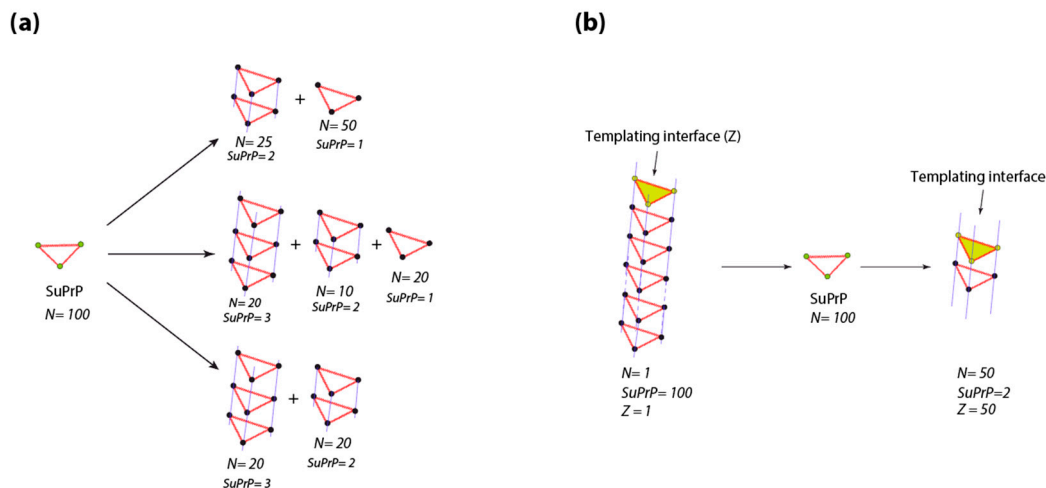 (a)
SuPrP
N= 100
+
N= 25
SuPrP= 2
N= 50
SuPrP= 1
+
+
N= 20
SuPrP= 3
N= 10
SuPrP= 2
N= 20
SuPrP= 1
+
N= 20
SuPrP= 3
N= 20
SuPrP= 2
(b)
Templating interface (Z)
N= 1
SuPrP= 100
Z = 1
SuPrP
N= 100
Templating interface
N= 50
SuPrP=2
Z= 50